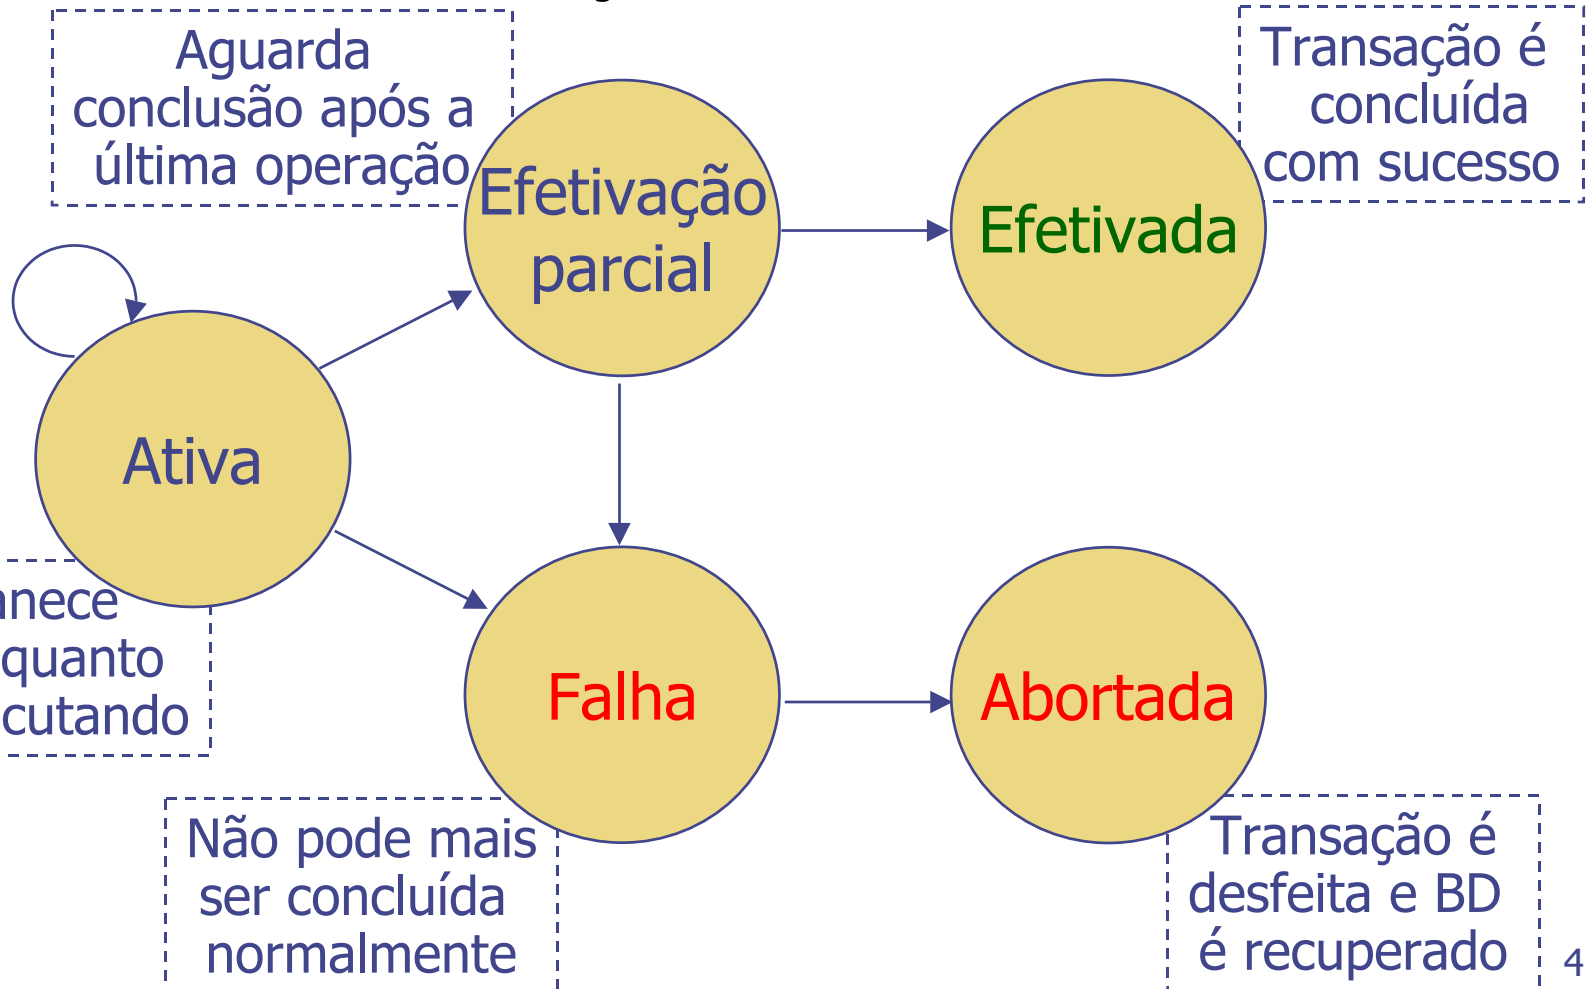 Aguarda
conclusão após a
última operação
Transação é
concluída
com sucesso
Efetivação
parcial
Efetivada
Ativa
anece
quanto
cutando
Falha
Abortada
Não pode mais
ser concluída
normalmente
Transação é
desfeita e BD
é recuperado
4